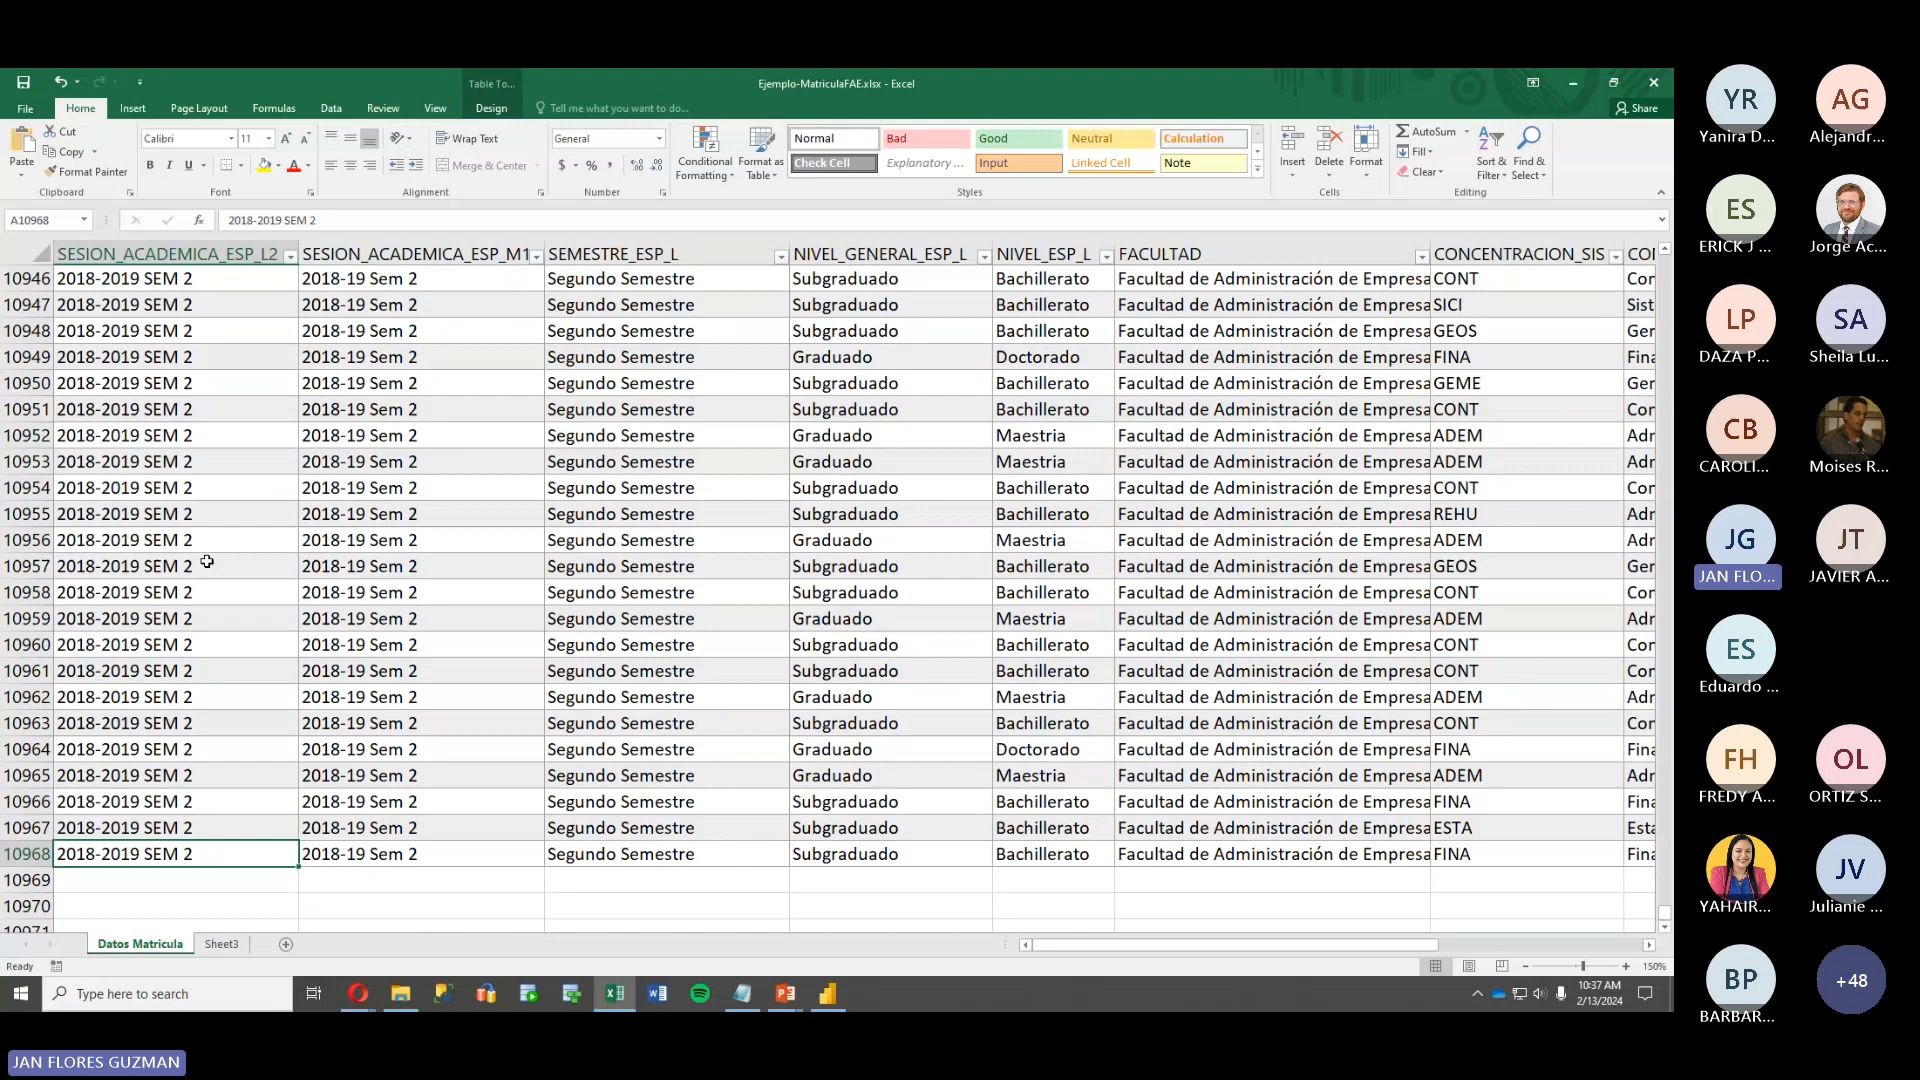 Table To...
Ejemplo-MatriculaFAE.xlsx - Excel
File Home Insert Page Layout Formulas Data Review View Design Tell me what you want to do... Share
Paste Cut Copy Format Painter Clipboard
Calibri 11 B I U A Font
Wrap Text Merge & Center Alignment
General $ % , Number
Conditional Formatting Format as Table Normal Bad Good Neutral Calculation
Check Cell Explanatory ... Input Linked Cell Note Styles
Insert Delete Format Cells
AutoSum Fill Clear Sort & Filter Find & Select Editing
A10968 fx 2018-2019 SEM 2
SESION_ACADEMICA_ESP_L2 SESION_ACADEMICA_ESP_M1 SEMESTRE_ESP_L NIVEL_GENERAL_ESP_L NIVEL_ESP_L FACULTAD CONCENTRACION_SIS COI
10946 2018-2019 SEM 2 2018-19 Sem 2 Segundo Semestre Subgraduado Bachillerato Facultad de Administración de Empresa CONT Con
10947 2018-2019 SEM 2 2018-19 Sem 2 Segundo Semestre Subgraduado Bachillerato Facultad de Administración de Empresa SICI Sist
10948 2018-2019 SEM 2 2018-19 Sem 2 Segundo Semestre Subgraduado Bachillerato Facultad de Administración de Empresa GEOS Ger
10949 2018-2019 SEM 2 2018-19 Sem 2 Segundo Semestre Graduado Doctorado Facultad de Administración de Empresa FINA Fina
10950 2018-2019 SEM 2 2018-19 Sem 2 Segundo Semestre Subgraduado Bachillerato Facultad de Administración de Empresa GEME Ger
10951 2018-2019 SEM 2 2018-19 Sem 2 Segundo Semestre Subgraduado Bachillerato Facultad de Administración de Empresa CONT Con
10952 2018-2019 SEM 2 2018-19 Sem 2 Segundo Semestre Graduado Maestria Facultad de Administración de Empresa ADEM Adr
10953 2018-2019 SEM 2 2018-19 Sem 2 Segundo Semestre Graduado Maestria Facultad de Administración de Empresa ADEM Adr
10954 2018-2019 SEM 2 2018-19 Sem 2 Segundo Semestre Subgraduado Bachillerato Facultad de Administración de Empresa CONT Con
10955 2018-2019 SEM 2 2018-19 Sem 2 Segundo Semestre Subgraduado Bachillerato Facultad de Administración de Empresa REHU Adr
10956 2018-2019 SEM 2 2018-19 Sem 2 Segundo Semestre Graduado Maestria Facultad de Administración de Empresa ADEM Adr
10957 2018-2019 SEM 2 2018-19 Sem 2 Segundo Semestre Subgraduado Bachillerato Facultad de Administración de Empresa GEOS Ger
10958 2018-2019 SEM 2 2018-19 Sem 2 Segundo Semestre Subgraduado Bachillerato Facultad de Administración de Empresa CONT Con
10959 2018-2019 SEM 2 2018-19 Sem 2 Segundo Semestre Graduado Maestria Facultad de Administración de Empresa ADEM Adr
10960 2018-2019 SEM 2 2018-19 Sem 2 Segundo Semestre Subgraduado Bachillerato Facultad de Administración de Empresa CONT Con
10961 2018-2019 SEM 2 2018-19 Sem 2 Segundo Semestre Subgraduado Bachillerato Facultad de Administración de Empresa CONT Con
10962 2018-2019 SEM 2 2018-19 Sem 2 Segundo Semestre Graduado Maestria Facultad de Administración de Empresa ADEM Adr
10963 2018-2019 SEM 2 2018-19 Sem 2 Segundo Semestre Subgraduado Bachillerato Facultad de Administración de Empresa CONT Con
10964 2018-2019 SEM 2 2018-19 Sem 2 Segundo Semestre Graduado Doctorado Facultad de Administración de Empresa FINA Fina
10965 2018-2019 SEM 2 2018-19 Sem 2 Segundo Semestre Graduado Maestria Facultad de Administración de Empresa ADEM Adr
10966 2018-2019 SEM 2 2018-19 Sem 2 Segundo Semestre Subgraduado Bachillerato Facultad de Administración de Empresa FINA Fina
10967 2018-2019 SEM 2 2018-19 Sem 2 Segundo Semestre Subgraduado Bachillerato Facultad de Administración de Empresa ESTA Esta
10968 2018-2019 SEM 2 2018-19 Sem 2 Segundo Semestre Subgraduado Bachillerato Facultad de Administración de Empresa FINA Fina
10969
10970
10971
Datos Matricula Sheet3
Ready 150%
Type here to search
10:37 AM
2/13/2024
JAN FLORES GUZMAN
YR AG
Yanira D... Alejandr...
ES
ERICK J ... Jorge Ac...
LP SA
DAZA P... Sheila Lu...
CB
CAROLI... Moises R...
JG JT
JAN FLO... JAVIER A...
ES
Eduardo ...
FH OL
FREDY A... ORTIZ S...
JV
YAHAIR... Julianie ...
BP +48
BARBAR...